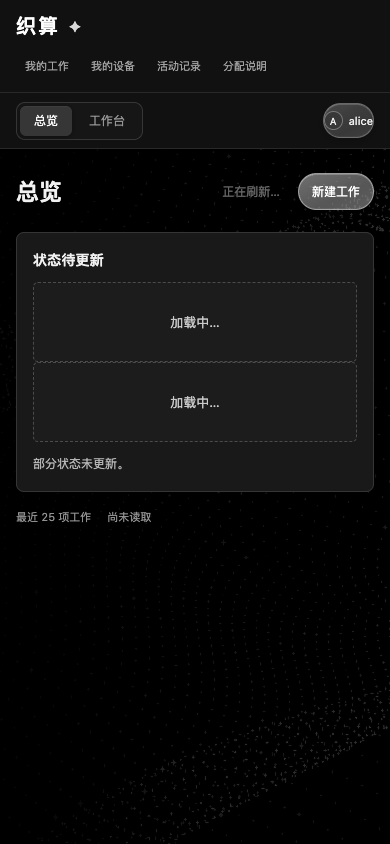 织算
我的工作 我的设备 活动记录 分配说明
总览 工作台 A alice
总览 正在刷新... 新建工作
状态待更新
加载中...
加载中...
部分状态未更新。
最近 25 项工作 尚未读取